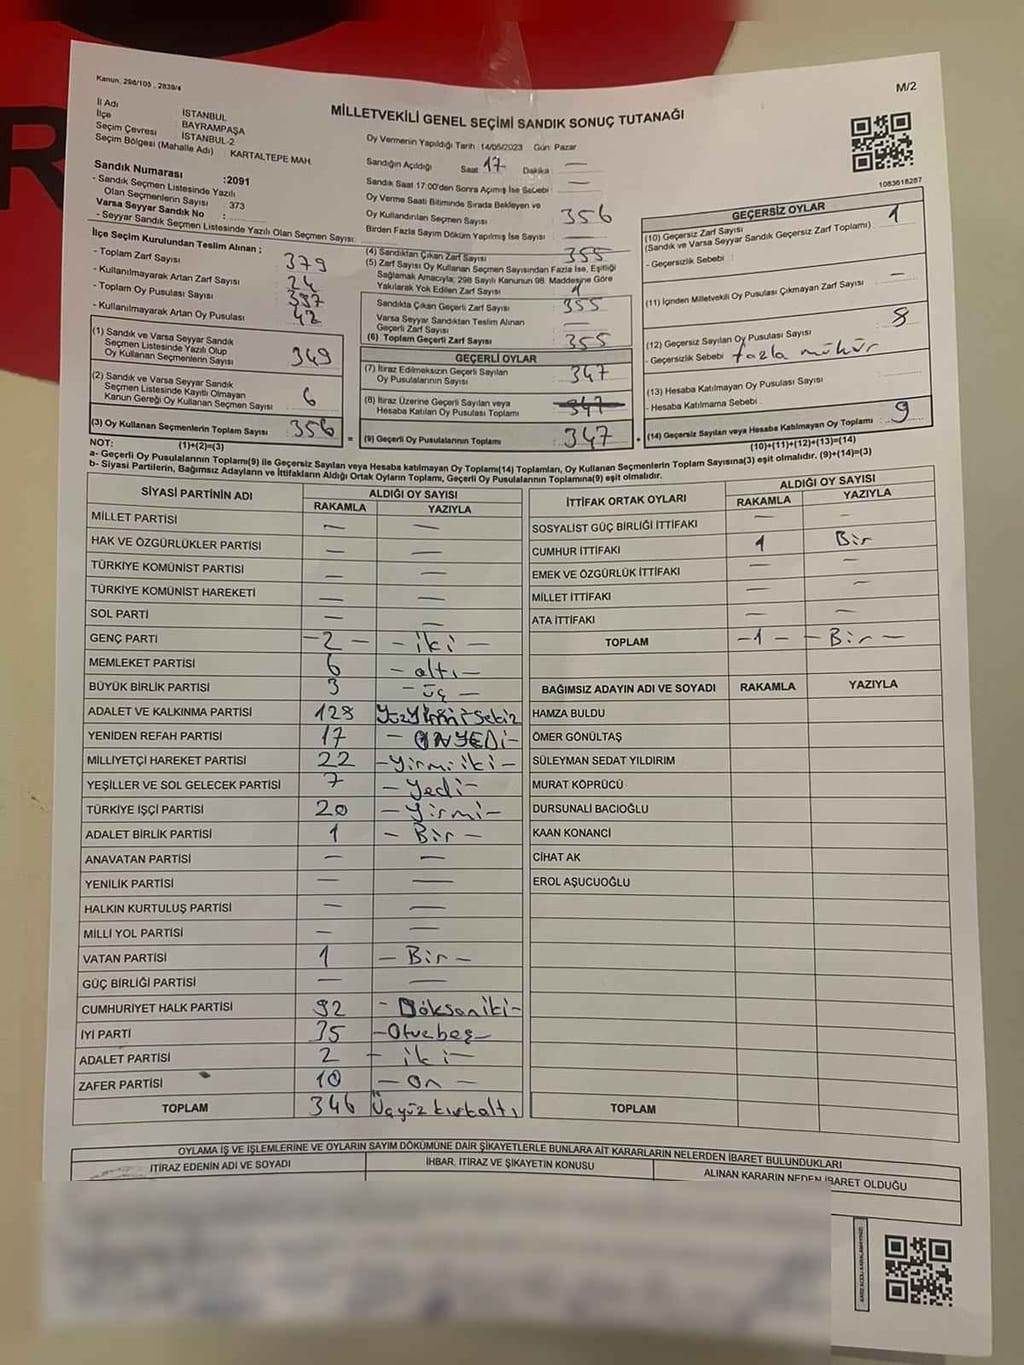 R
Kanun: 298/105 , 2839/4
M/2
MİLLETVEKİLİ GENEL SEÇİMİ SANDIK SONUÇ TUTANAĞI
İl Adı İSTANBUL
İlçe BAYRAMPAŞA
Seçim Çevresi İSTANBUL-2
Seçim Bölgesi (Mahalle Adı) KARTALTEPE MAH.
Sandık Numarası :2091
- Sandık Seçmen Listesinde Yazılı
Olan Seçmenlerin Sayısı : 373
Varsa Seyyar Sandık No :
- Seyyar Sandık Listesinde Yazılı Olan Seçmen Sayısı:
Oy Vermenin Yapıldığı Tarih :14/05/2023 Gün: Pazar
Sandığın Açıldığı Saat 17 Dakika —
Sandık Saat 17:00'den Sonra Açımış İse Sebebi —
Oy Verme Saati Bitiminde Sırada Bekleyen ve
Oy Kullandırılan Seçmen Sayısı 356
Birden Fazla Sayım Döküm Yapılmış İse Sayısı —
1083618287
İlçe Seçim Kurulundan Teslim Alınan ;
- Toplam Zarf Sayısı 379
- Kullanılmayarak Artan Zarf Sayısı 24
- Toplam Oy Pusulası Sayısı 397
- Kullanılmayarak Artan Oy Pusulası 42
(1) Sandık ve Varsa Seyyar Sandık
Seçmen Listesinde Yazılı Olup
Oy Kullanan Seçmenlerin Sayısı 349
(2) Sandık ve Varsa Seyyar Sandık
Seçmen Listesinde Kayıtlı Olmayan
Kanun Gereği Oy Kullanan Seçmen Sayısı 6
(3) Oy Kullanan Seçmenlerin Toplam Sayısı 356
(4) Sandıktan Çıkan Zarf Sayısı 355
(5) Zarf Sayısı Oy Kullanan Seçmen Sayısından Fazla İse, Eşitliği
Sağlamak Amacıyla, 298 Sayılı Kanunun 98. Maddesine Göre
Yakılarak Yok Edilen Zarf Sayısı 1
Sandıkta Çıkan Geçerli Zarf Sayısı 355
Varsa Seyyar Sandıktan Teslim Alınan
Geçerli Zarf Sayısı —
(6) Toplam Geçerli Zarf Sayısı 355
GEÇERLİ OYLAR
(7) İtiraz Edilmeksizin Geçerli Sayılan
Oy Pusulalarının Sayısı 347
(8) İtiraz Üzerine Geçerli Sayılan veya
Hesaba Katılan Oy Pusulası Toplamı 347
= (9) Geçerli Oy Pusulalarının Toplamı 347
GEÇERSİZ OYLAR
(10) Geçersiz Zarf Sayısı 1
(Sandık ve Varsa Seyyar Sandık Geçersiz Zarf Toplamı)
- Geçersizlik Sebebi
(11) İçinden Milletvekili Oy Pusulası Çıkmayan Zarf Sayısı —
(12) Geçersiz Sayılan Oy Pusulası Sayısı 8
- Geçersizlik Sebebi fazla mühür
(13) Hesaba Katılmayan Oy Pusulası Sayısı
- Hesaba Katılmama Sebebi
+ (14) Geçersiz Sayılan veya Hesaba Katılmayan Oy Toplamı 9
NOT: (1)+(2)=(3) (10)+(11)+(12)+(13)=(14)
a- Geçerli Oy Pusulalarının Toplamı(9) ile Geçersiz Sayılan veya Hesaba Katılmayan Oy Toplamı(14) Toplamları, Oy Kullanan Seçmenlerin Toplam Sayısına(3) eşit olmalıdır. (9)+(14)=(3)
b- Siyasi Partilerin, Bağımsız Adayların ve İttifakların Aldığı Ortak Oyların Toplamı, Geçerli Oy Pusulalarının Toplamına(9) eşit olmalıdır.
SİYASİ PARTİNİN ADI ALDIĞI OY SAYISI
RAKAMLA YAZIYLA
MİLLET PARTİSİ — —
HAK VE ÖZGÜRLÜKLER PARTİSİ — —
TÜRKİYE KOMÜNİST PARTİSİ — —
TÜRKİYE KOMÜNİST HAREKETİ — —
SOL PARTİ — —
GENÇ PARTİ -2- -iki-
MEMLEKET PARTİSİ 6 -altı-
BÜYÜK BİRLİK PARTİSİ 3 -üç-
ADALET VE KALKINMA PARTİSİ 128 Yüzyirmisekiz
YENİDEN REFAH PARTİSİ 17 -ONYEDİ-
MİLLİYETÇİ HAREKET PARTİSİ 22 -Yirmiiki-
YEŞİLLER VE SOL GELECEK PARTİSİ 7 -Yedi-
TÜRKİYE İŞÇİ PARTİSİ 20 -Yirmi-
ADALET BİRLİK PARTİSİ 1 -Bir-
ANAVATAN PARTİSİ — —
YENİLİK PARTİSİ — —
HALKIN KURTULUŞ PARTİSİ — —
MİLLİ YOL PARTİSİ — —
VATAN PARTİSİ 1 -Bir-
GÜÇ BİRLİĞİ PARTİSİ — —
CUMHURİYET HALK PARTİSİ 92 -Doksaniki-
İYİ PARTİ 35 -Otuzbeş-
ADALET PARTİSİ 2 -iki-
ZAFER PARTİSİ 10 -On-
TOPLAM 346 Üçyüzkırkaltı
İTTİFAK ORTAK OYLARI ALDIĞI OY SAYISI
RAKAMLA YAZIYLA
SOSYALİST GÜÇ BİRLİĞİ İTTİFAKI — —
CUMHUR İTTİFAKI 1 Bir
EMEK VE ÖZGÜRLÜK İTTİFAKI — —
MİLLET İTTİFAKI — —
ATA İTTİFAKI — —
TOPLAM -1- -Bir-
BAĞIMSIZ ADAYIN ADI VE SOYADI RAKAMLA YAZIYLA
HAMZA BULDU
ÖMER GÖNÜLTAŞ
SÜLEYMAN SEDAT YILDIRIM
MURAT KÖPRÜCÜ
DURSUNALİ BACIOĞLU
KAAN KONANCİ
CİHAT AK
EROL AŞUCUOĞLU
TOPLAM
OYLAMA İŞ VE İŞLEMLERİNE VE OYLARIN SAYIM DÖKÜMÜNE DAİR ŞİKAYETLERLE BUNLARA AİT KARARLARIN NELERDEN İBARET BULUNDUKLARI
İTİRAZ EDENİN ADI VE SOYADI İHBAR, İTİRAZ VE ŞİKAYETİN KONUSU ALINAN KARARIN NEDEN İBARET OLDUĞU